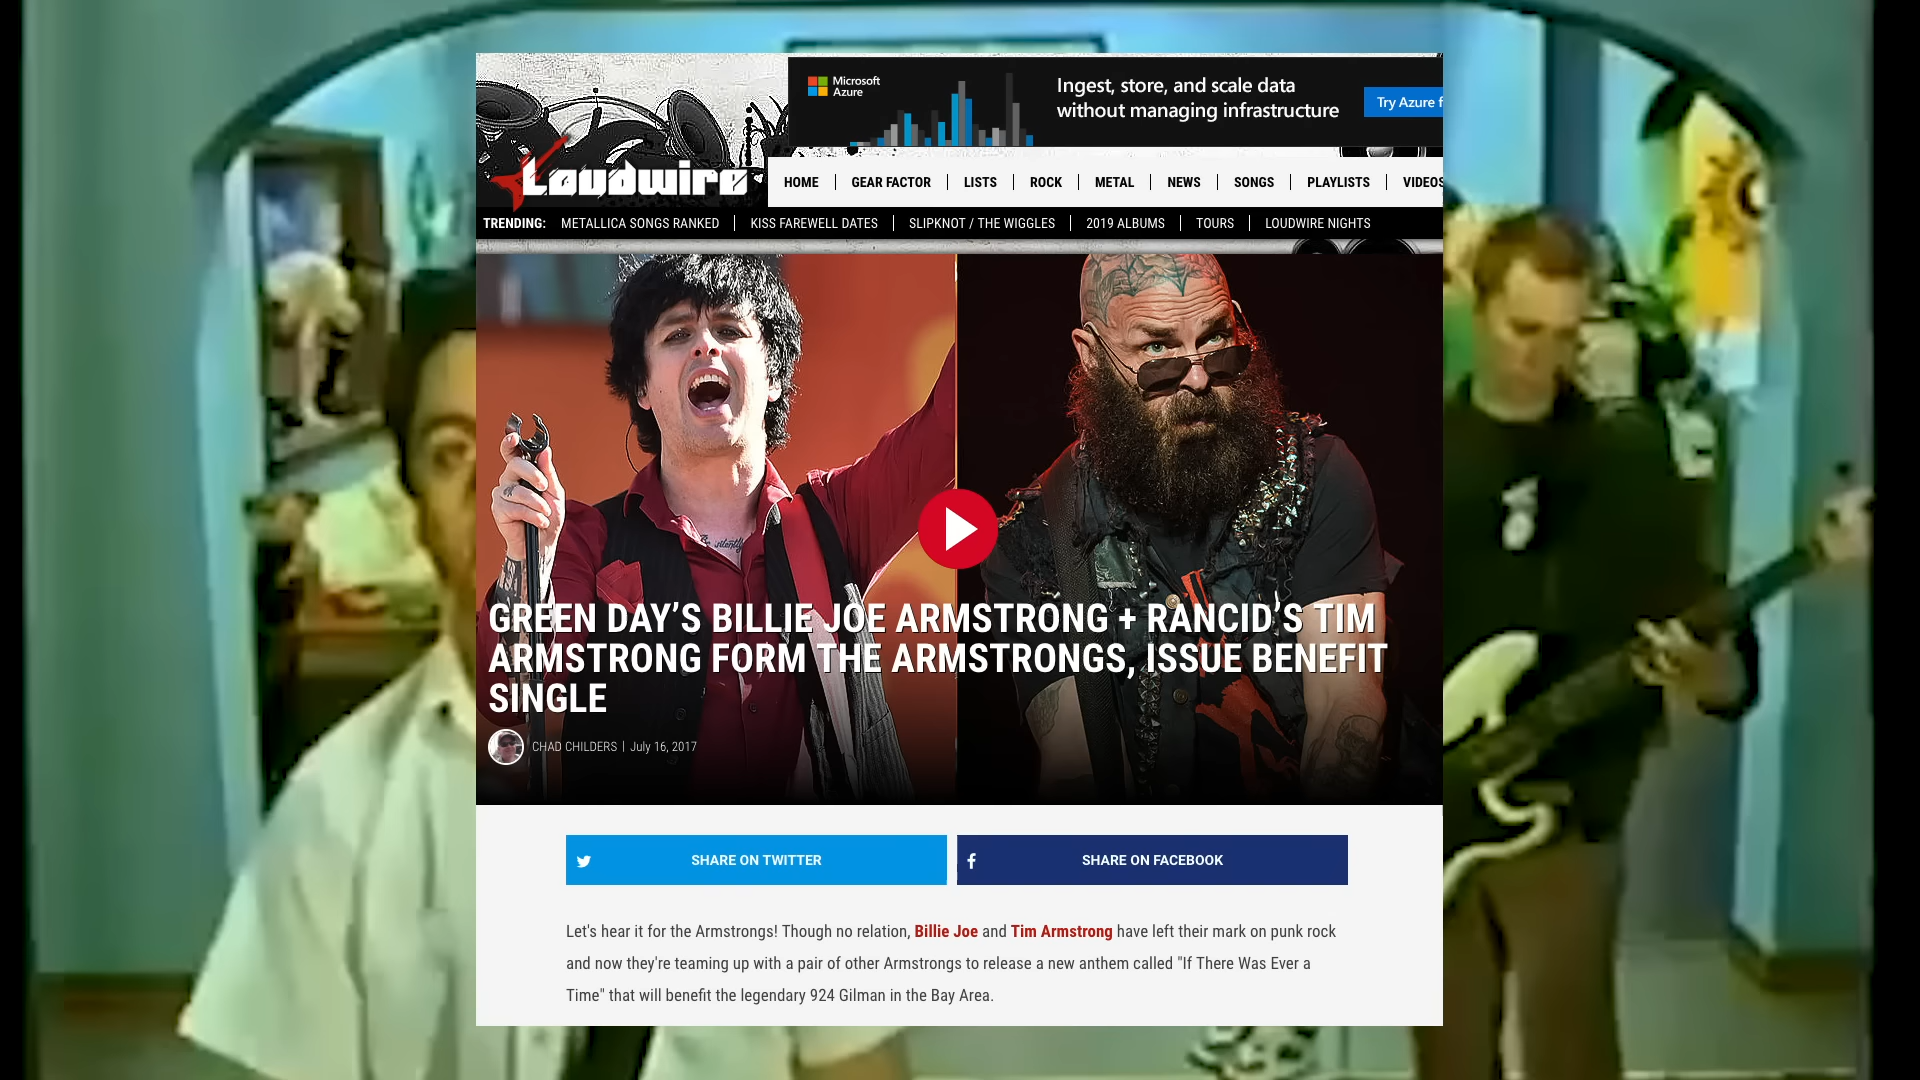 Microsoft
Azure
Ingest, store, and scale data
without managing infrastructure
Try Azure f
Loudwire
HOME GEAR FACTOR LISTS ROCK METAL NEWS SONGS PLAYLISTS VIDEOS
TRENDING: METALLICA SONGS RANKED KISS FAREWELL DATES SLIPKNOT / THE WIGGLES 2019 ALBUMS TOURS LOUDWIRE NIGHTS
GREEN DAY’S BILLIE JOE ARMSTRONG + RANCID’S TIM
ARMSTRONG FORM THE ARMSTRONGS, ISSUE BENEFIT
SINGLE
CHAD CHILDERS | July 16, 2017
SHARE ON TWITTER
SHARE ON FACEBOOK
Let's hear it for the Armstrongs! Though no relation, Billie Joe and Tim Armstrong have left their mark on punk rock
and now they're teaming up with a pair of other Armstrongs to release a new anthem called "If There Was Ever a
Time" that will benefit the legendary 924 Gilman in the Bay Area.